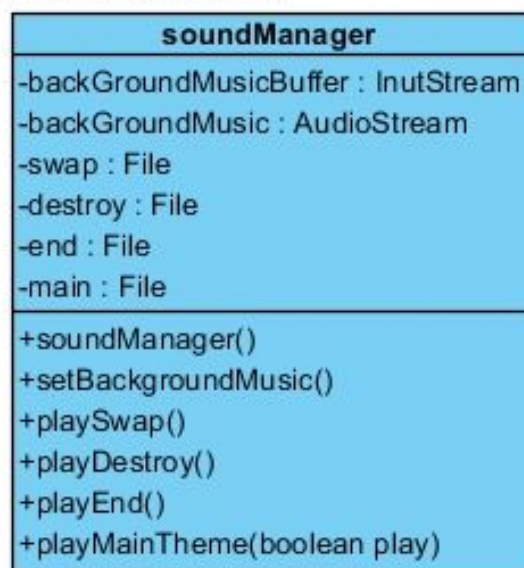 soundManager
-backGroundMusicBuffer : InutStream
-backGroundMusic : AudioStream
-swap : File
-destroy : File
-end : File
-main : File
+soundManager()
+setBackgroundMusic()
+playSwap()
+playDestroy()
+playEnd()
+playMainTheme(boolean play)